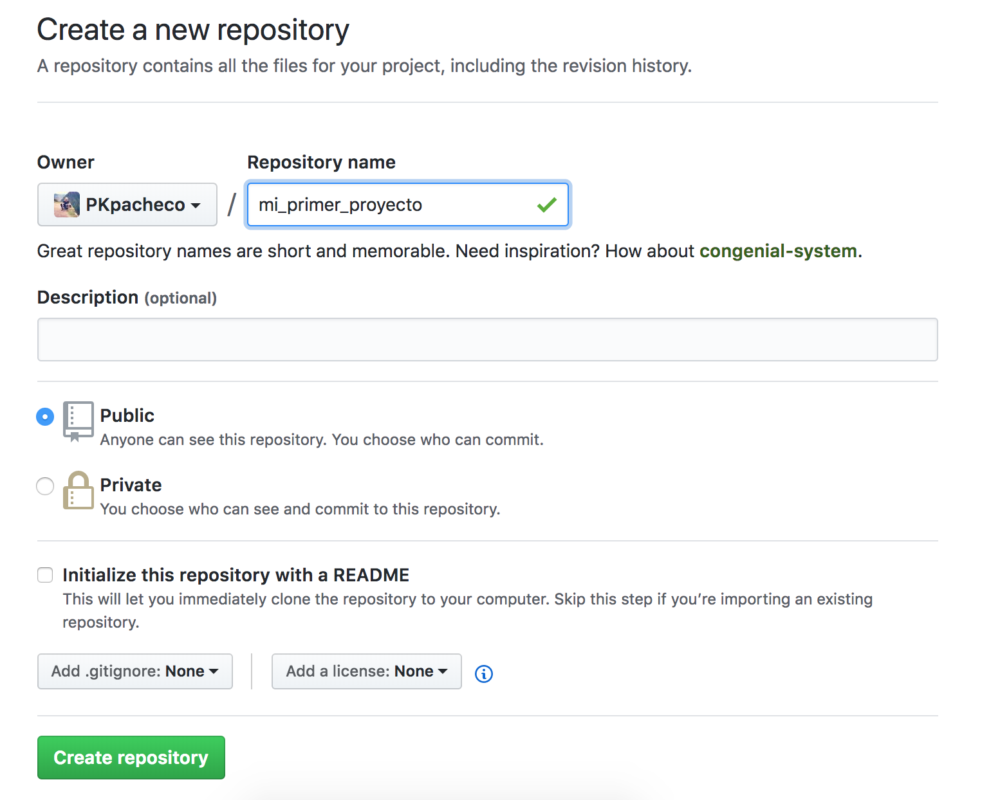 Create a new repository
A repository contains all the files for your project, including the revision history.
Owner
Repository name
PKpacheco / mi_primer_proyecto
Great repository names are short and memorable. Need inspiration? How about congenial-system.
Description (optional)
Public
Anyone can see this repository. You choose who can commit.
Private
You choose who can see and commit to this repository.
Initialize this repository with a README
This will let you immediately clone the repository to your computer. Skip this step if you’re importing an existing
repository.
Add .gitignore: None
Add a license: None
Create repository